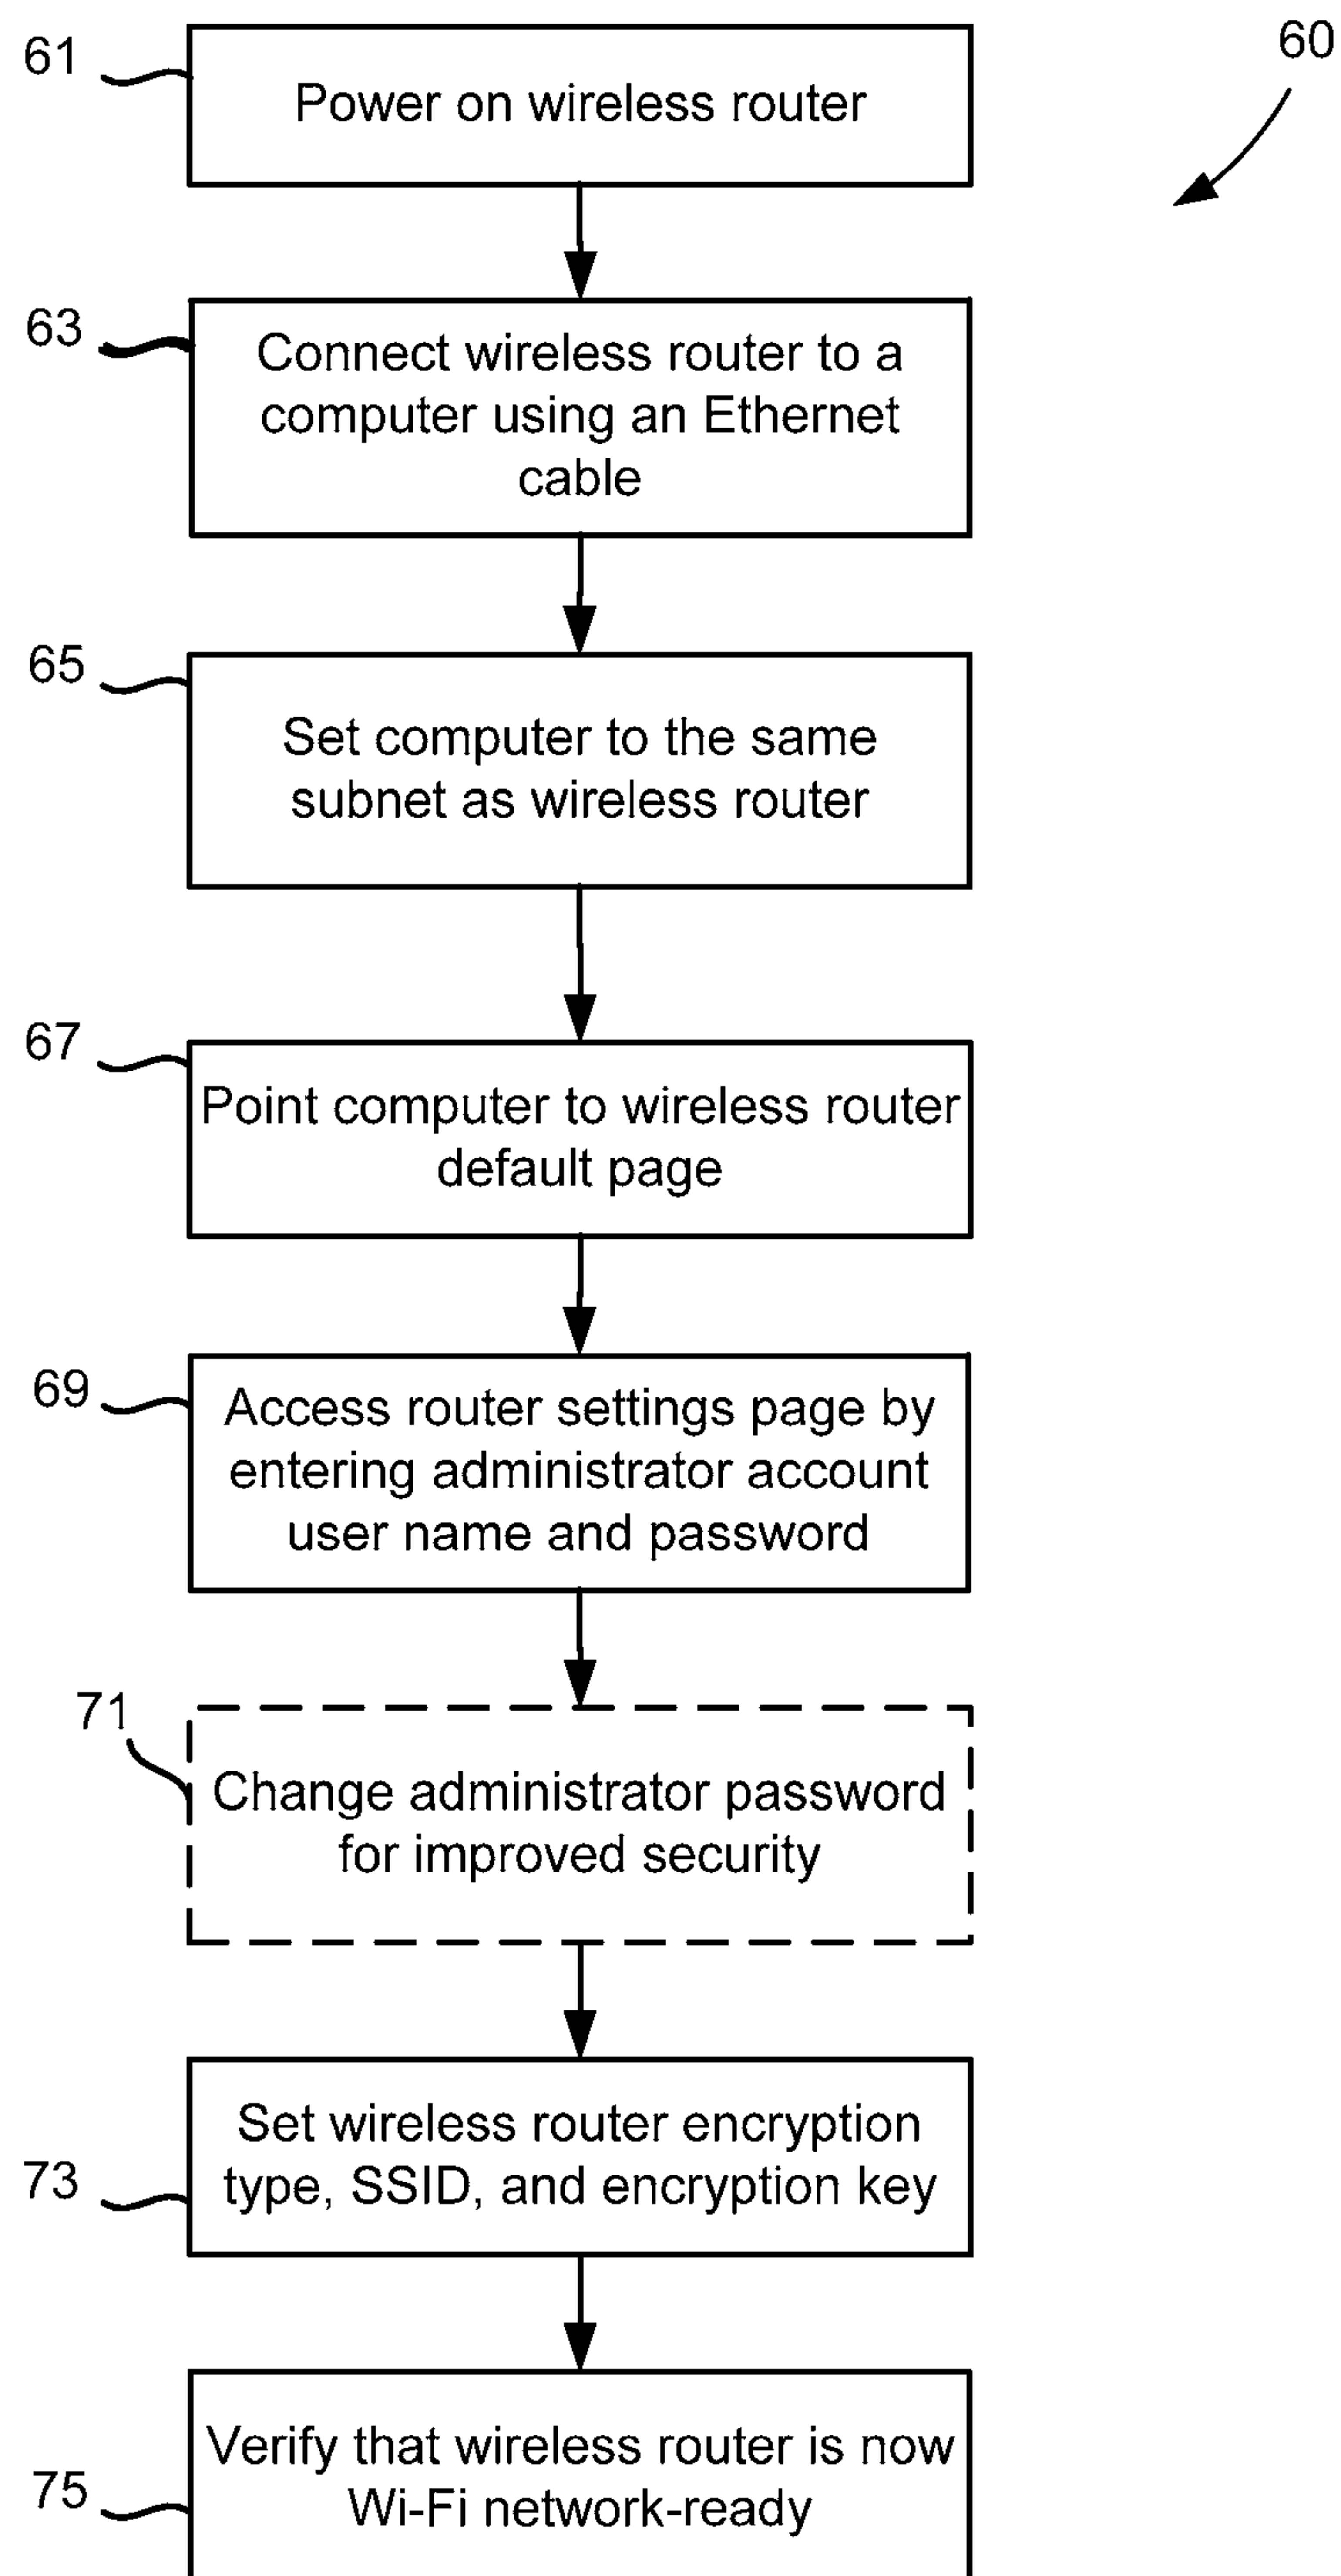 60
61
Power on wireless router
63
Connect wireless router to a
computer using an Ethernet
cable
65
Set computer to the same
subnet as wireless router
67
Point computer to wireless router
default page
69
Access router settings page by
entering administrator account
user name and password
71
Change administrator password
for improved security
73
Set wireless router encryption
type, SSID, and encryption key
75
Verify that wireless router is now
Wi-Fi network-ready